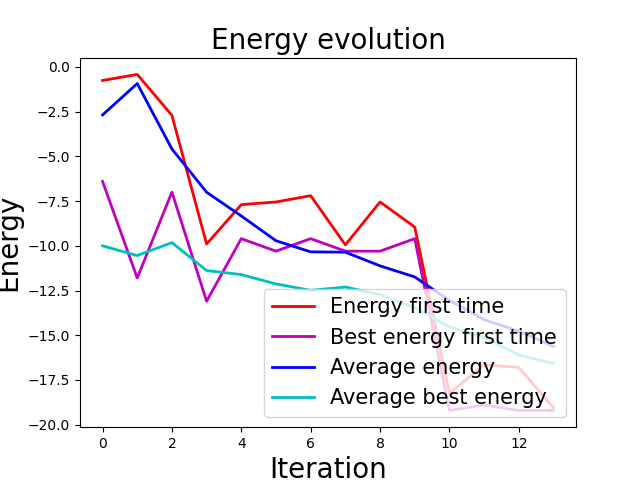 Energy evolution
Energy
0.0
−2.5
−5.0
−7.5
−10.0
−12.5
−15.0
−17.5
−20.0
Energy first time
Best energy first time
Average energy
Average best energy
0 2 4 6 8 10 12
Iteration